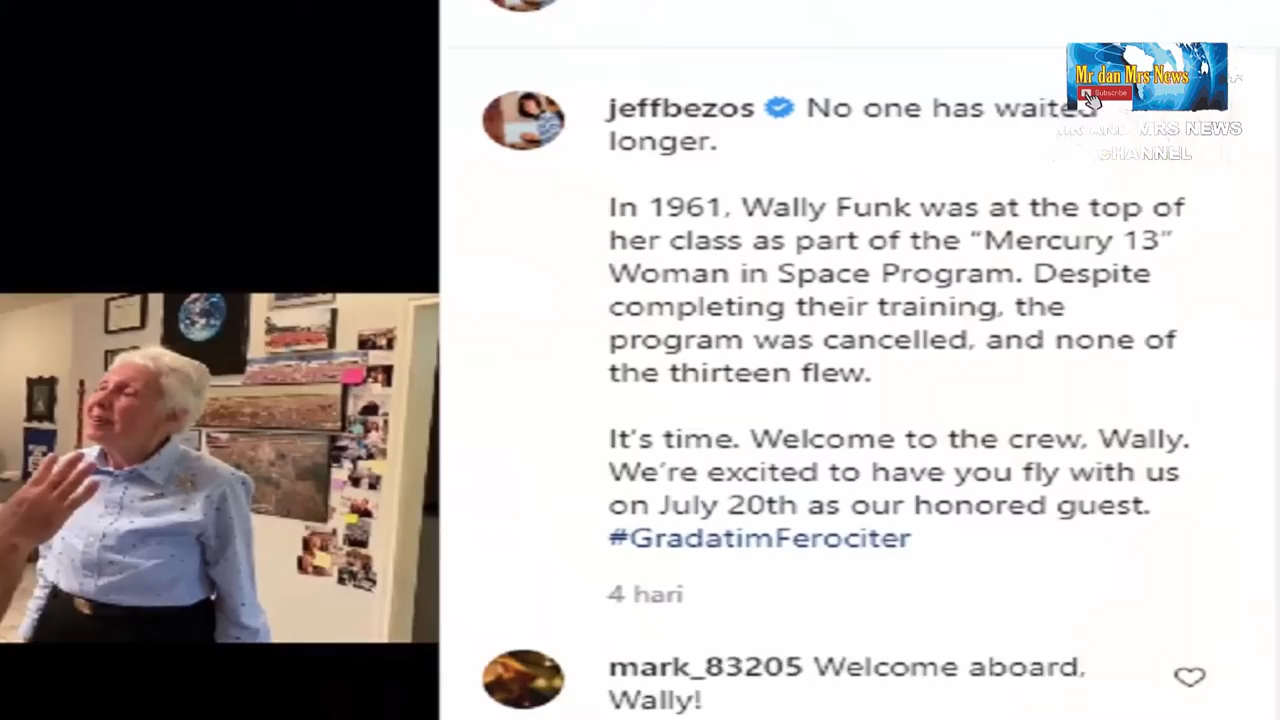 Mr dan Mrs News
Subscribe
MR AND MRS NEWS
CHANNEL
jeffbezos No one has waited
longer.
In 1961, Wally Funk was at the top of
her class as part of the “Mercury 13”
Woman in Space Program. Despite
completing their training, the
program was cancelled, and none of
the thirteen flew.
It's time. Welcome to the crew, Wally.
We're excited to have you fly with us
on July 20th as our honored guest.
#GradatimFerociter
4 hari
mark_83205 Welcome aboard,
Wally!